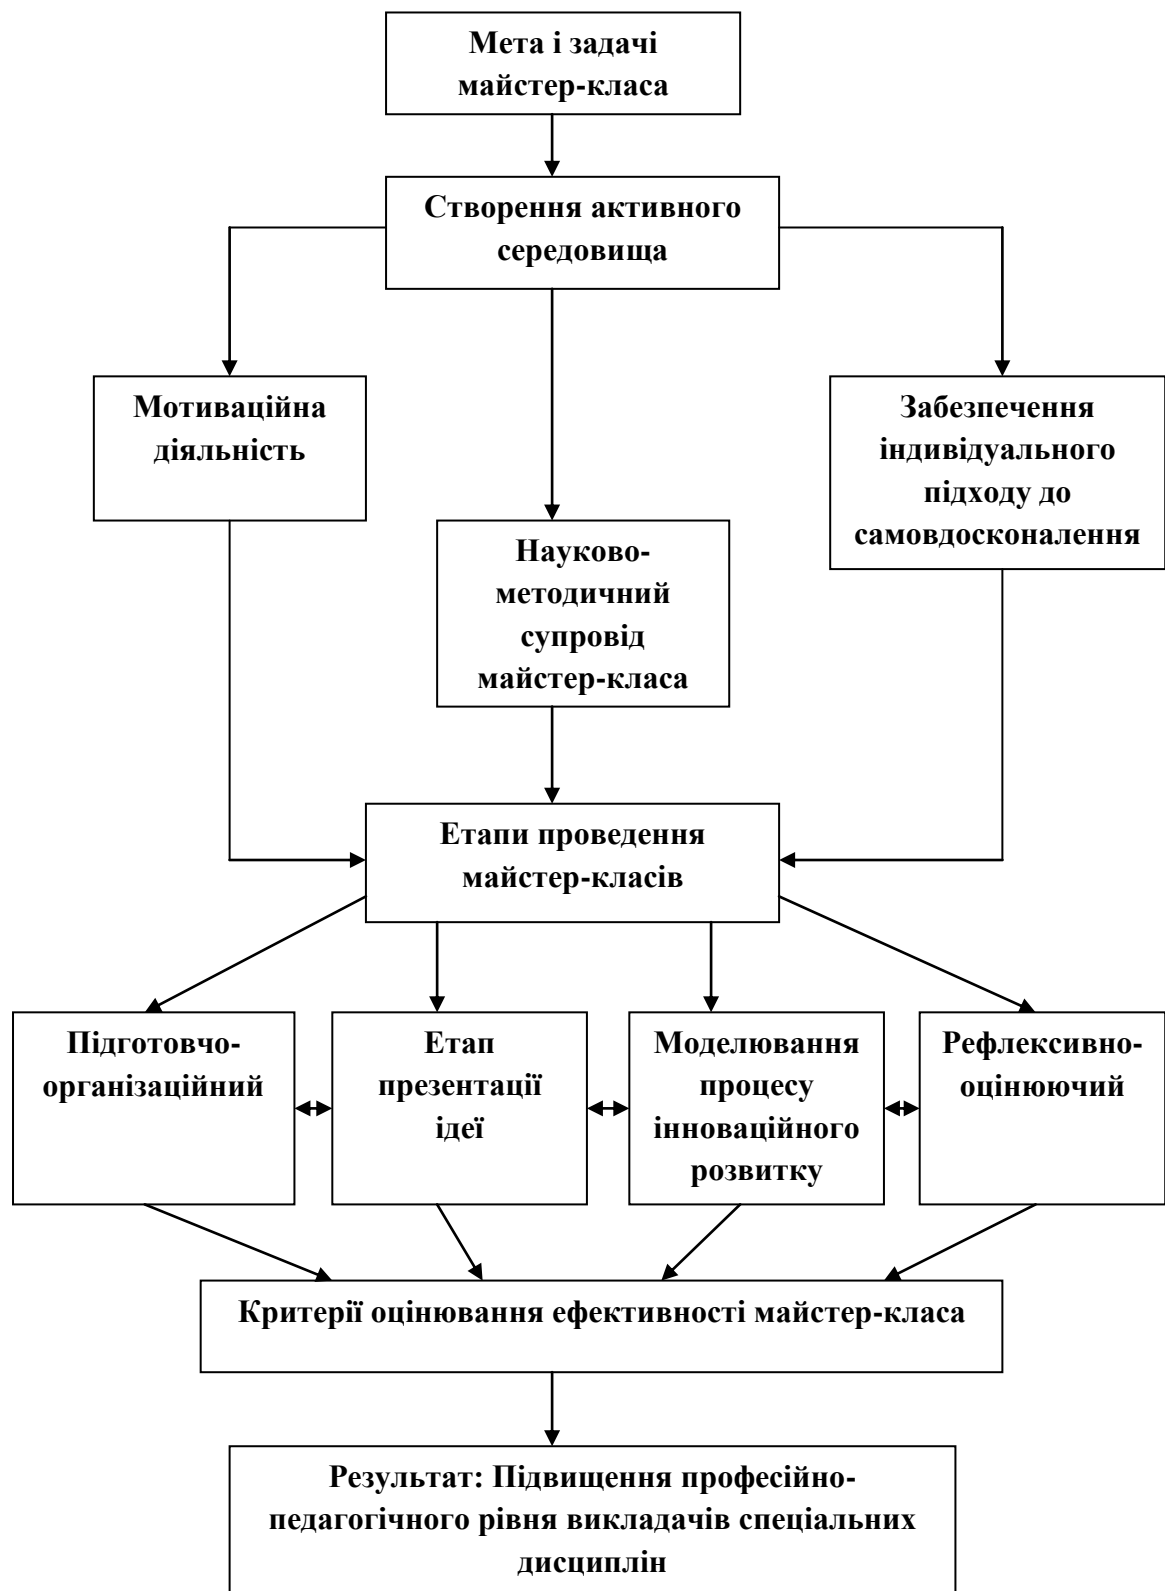 Мета і задачі
майстер-класа
Створення активного
середовища
Мотиваційна
діяльність
Забезпечення
індивідуального
підходу до
самовдосконалення
Науково-
методичний
супровід
майстер-класа
Етапи проведення
майстер-класів
Підготовчо-
організаційний
Етап
презентації
ідеї
Моделювання
процесу
інноваційного
розвитку
Рефлексивно-
оцінюючий
Критерії оцінювання ефективності майстер-класа
Результат: Підвищення професійно-
педагогічного рівня викладачів спеціальних
дисциплін